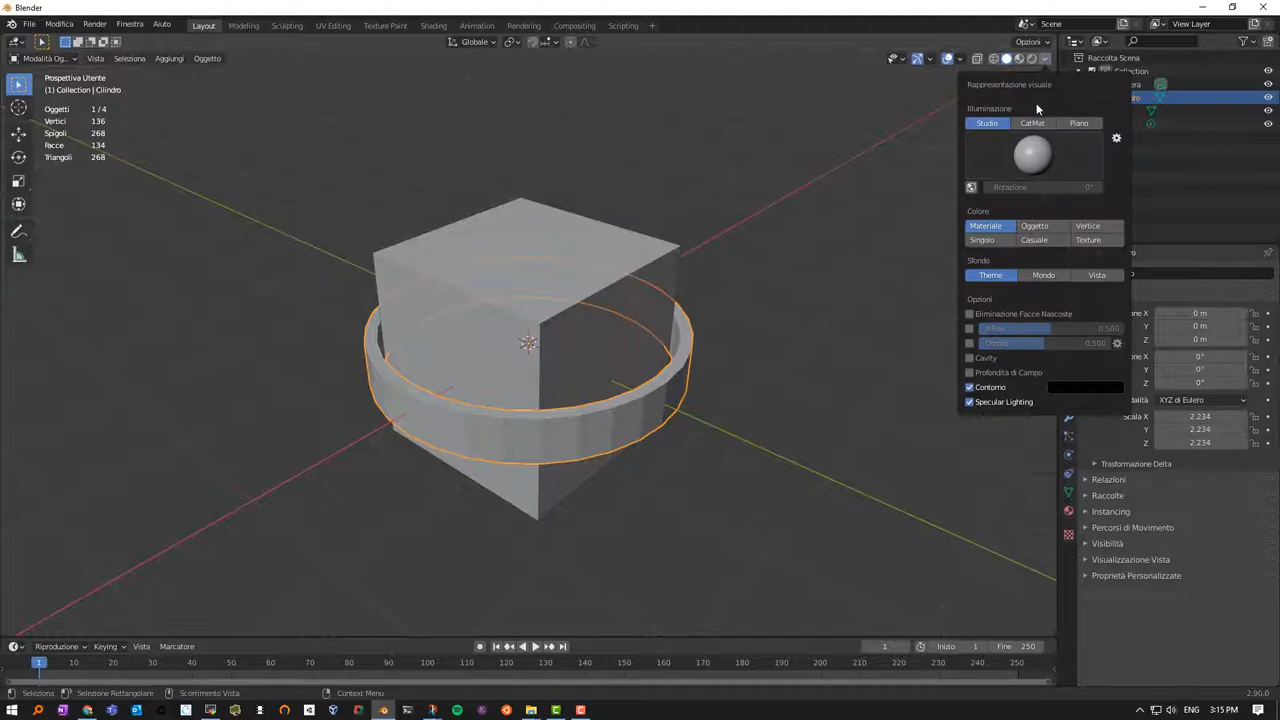 Blender
File Modifica Render Finestra Aiuto Layout Modeling Sculpting UV Editing Texture Paint Shading Animation Rendering Compositing Scripting + Scene View Layer
Globale Opzioni
Modalità Og... Vista Seleziona Aggiungi Oggetto Raccolta Scena
Prospettiva Utente
(1) Collection | Cilindro
Oggetti 1/4
Vertici 136
Spigoli 268
Facce 134
Triangoli 268
Collection
Rappresentazione visuale
Illuminazione
Studio CatMat Piano
Rotazione 0°
Colore
Materiale Oggetto Vertice
Singolo Casuale Texture
Sfondo
Theme Mondo Vista
Opzioni
Eliminazione Facce Nascoste
X-Ray 0.500
Ombra 0.500
Cavity
Profondità di Campo
Contorno
Specular Lighting
one X 0 m
Y 0 m
Z 0 m
one X 0°
Y 0°
Z 0°
dalità XYZ di Eulero
Scala X 2.234
Y 2.234
Z 2.234
Trasformazione Delta
Relazioni
Raccolte
Instancing
Percorsi di Movimento
Visibilità
Visualizzazione Vista
Proprietà Personalizzate
Riproduzione Keying Vista Marcatore 1 Inizio 1 Fine 250
1 10 20 30 40 50 60 70 80 90 100 110 120 130 140 150 160 170 180 190 200 210 220 230 240 250
Seleziona Selezione Rettangolare Scorrimento Vista Context Menu 2.90.0
ENG 3:15 PM